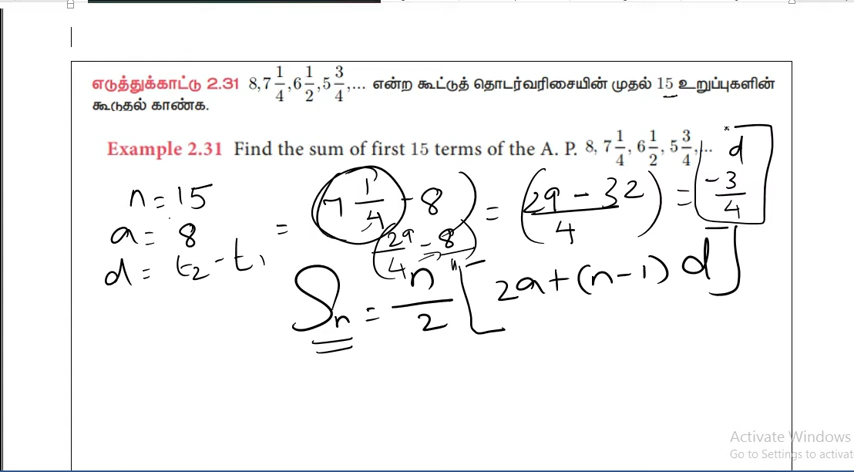 எடுத்துக்காட்டு 2.31 8, 7 1/4, 6 1/2, 5 3/4, ... என்ற கூட்டுத் தொடர்வரிசையின் முதல் 15 உறுப்புகளின்
கூடுதல் காண்க.
Example 2.31 Find the sum of first 15 terms of the A. P. 8, 7 1/4, 6 1/2, 5 3/4, ...
d
n = 15
a = 8
d = t₂ - t₁
= (7 1/4 - 8) = (29 - 32 / 4) = -3/4
(29/4 - 8/1)
Sn = n/2 [2a + (n-1) d]
Activate Windows
Go to Settings to activat